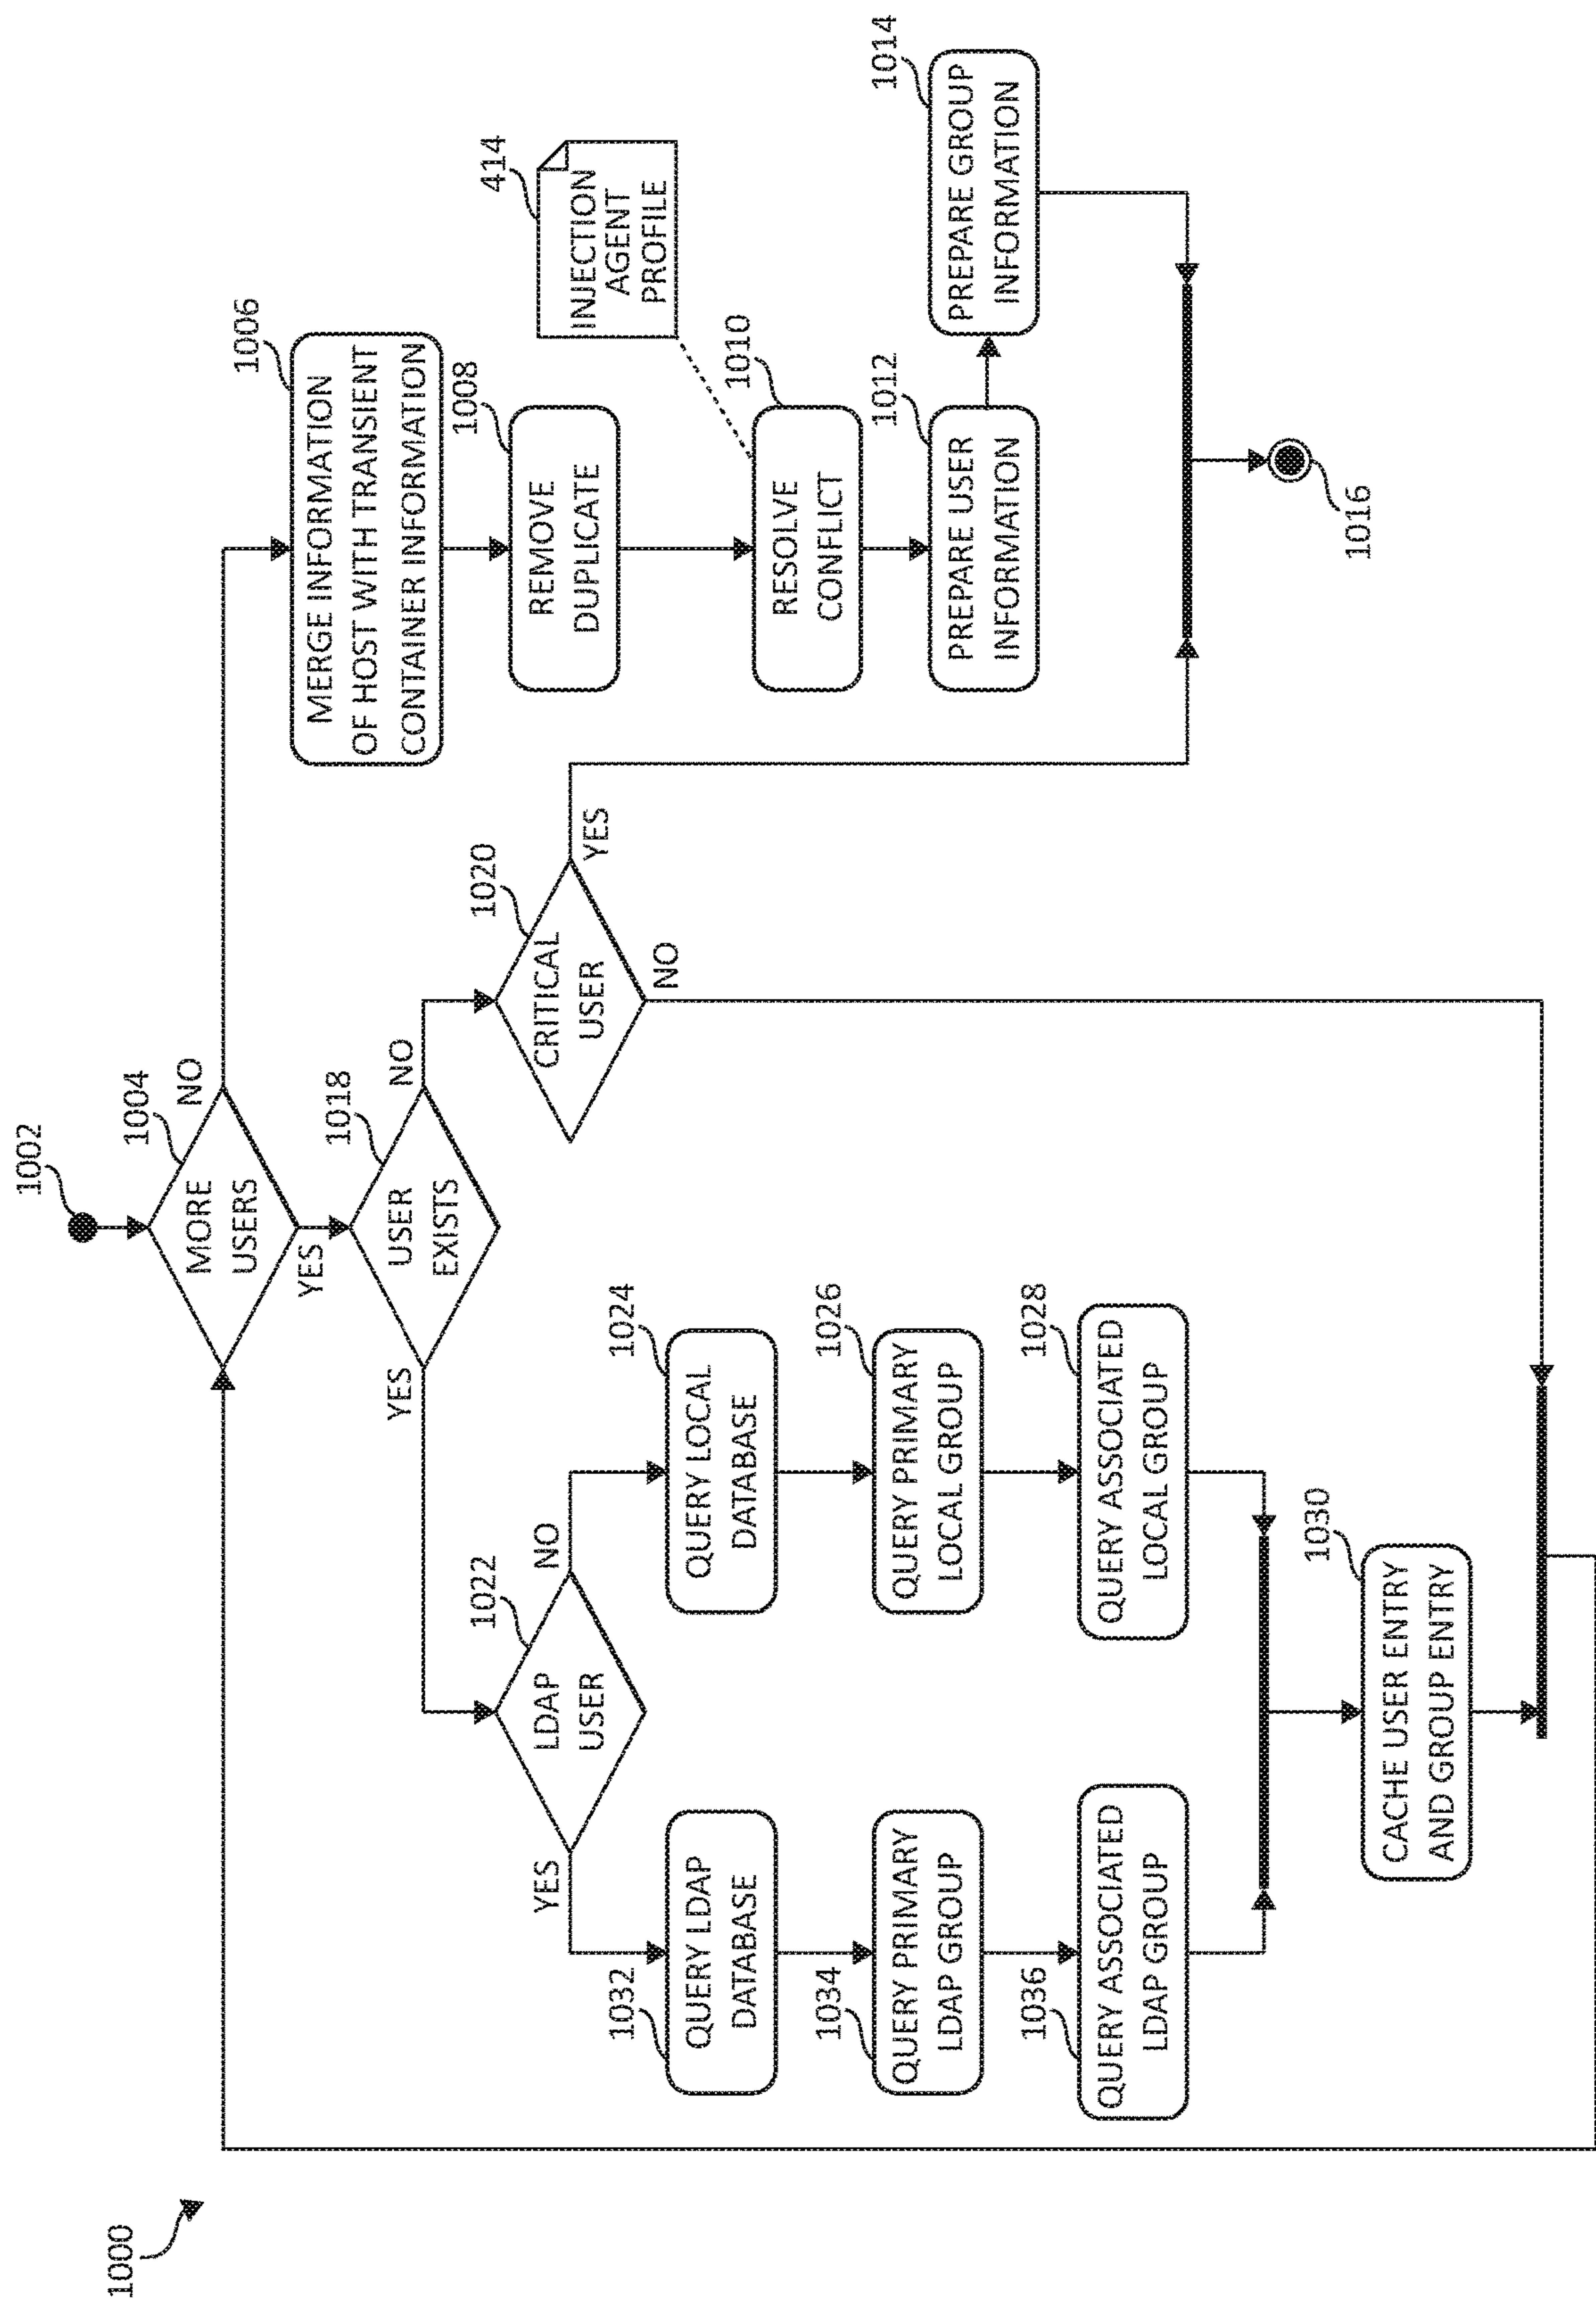 1000
1002
1004
MORE
USERS
NO
YES
1006
MERGE INFORMATION
OF HOST WITH TRANSIENT
CONTAINER INFORMATION
1018
USER
EXISTS
YES
NO
1008
REMOVE
DUPLICATE
414
INJECTION
AGENT
PROFILE
1022
LDAP
USER
YES
NO
1020
CRITICAL
USER
YES
NO
1010
RESOLVE
CONFLICT
1032
QUERY LDAP
DATABASE
1024
QUERY LOCAL
DATABASE
1034
QUERY PRIMARY
LDAP GROUP
1026
QUERY PRIMARY
LOCAL GROUP
1012
PREPARE USER
INFORMATION
1014
PREPARE GROUP
INFORMATION
1036
QUERY ASSOCIATED
LDAP GROUP
1028
QUERY ASSOCIATED
LOCAL GROUP
1016
1030
CACHE USER ENTRY
AND GROUP ENTRY